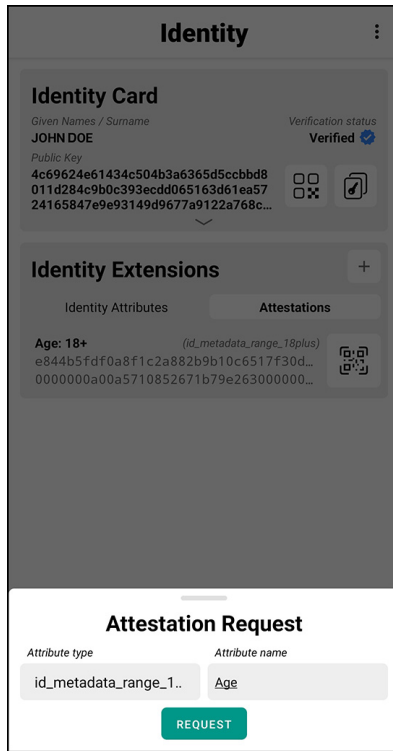 Identity
Identity Card
Given Names / Surname
Verification status
JOHN DOE
Verified
Public Key
4c69624e61434c504b3a6365d5ccbbd8
011d284c9b0c393ecdd065163d61ea57
24165847e9e93149d9677a9122a768c...
Identity Extensions
+
Identity Attributes
Attestations
Age: 18+
(id_metadata_range_18plus)
e844b5fdf0a8f1c2a882b9b10c6517f30d...
0000000a00a5710852671b79e263000000...
Attestation Request
Attribute type
Attribute name
id_metadata_range_1..
Age
REQUEST